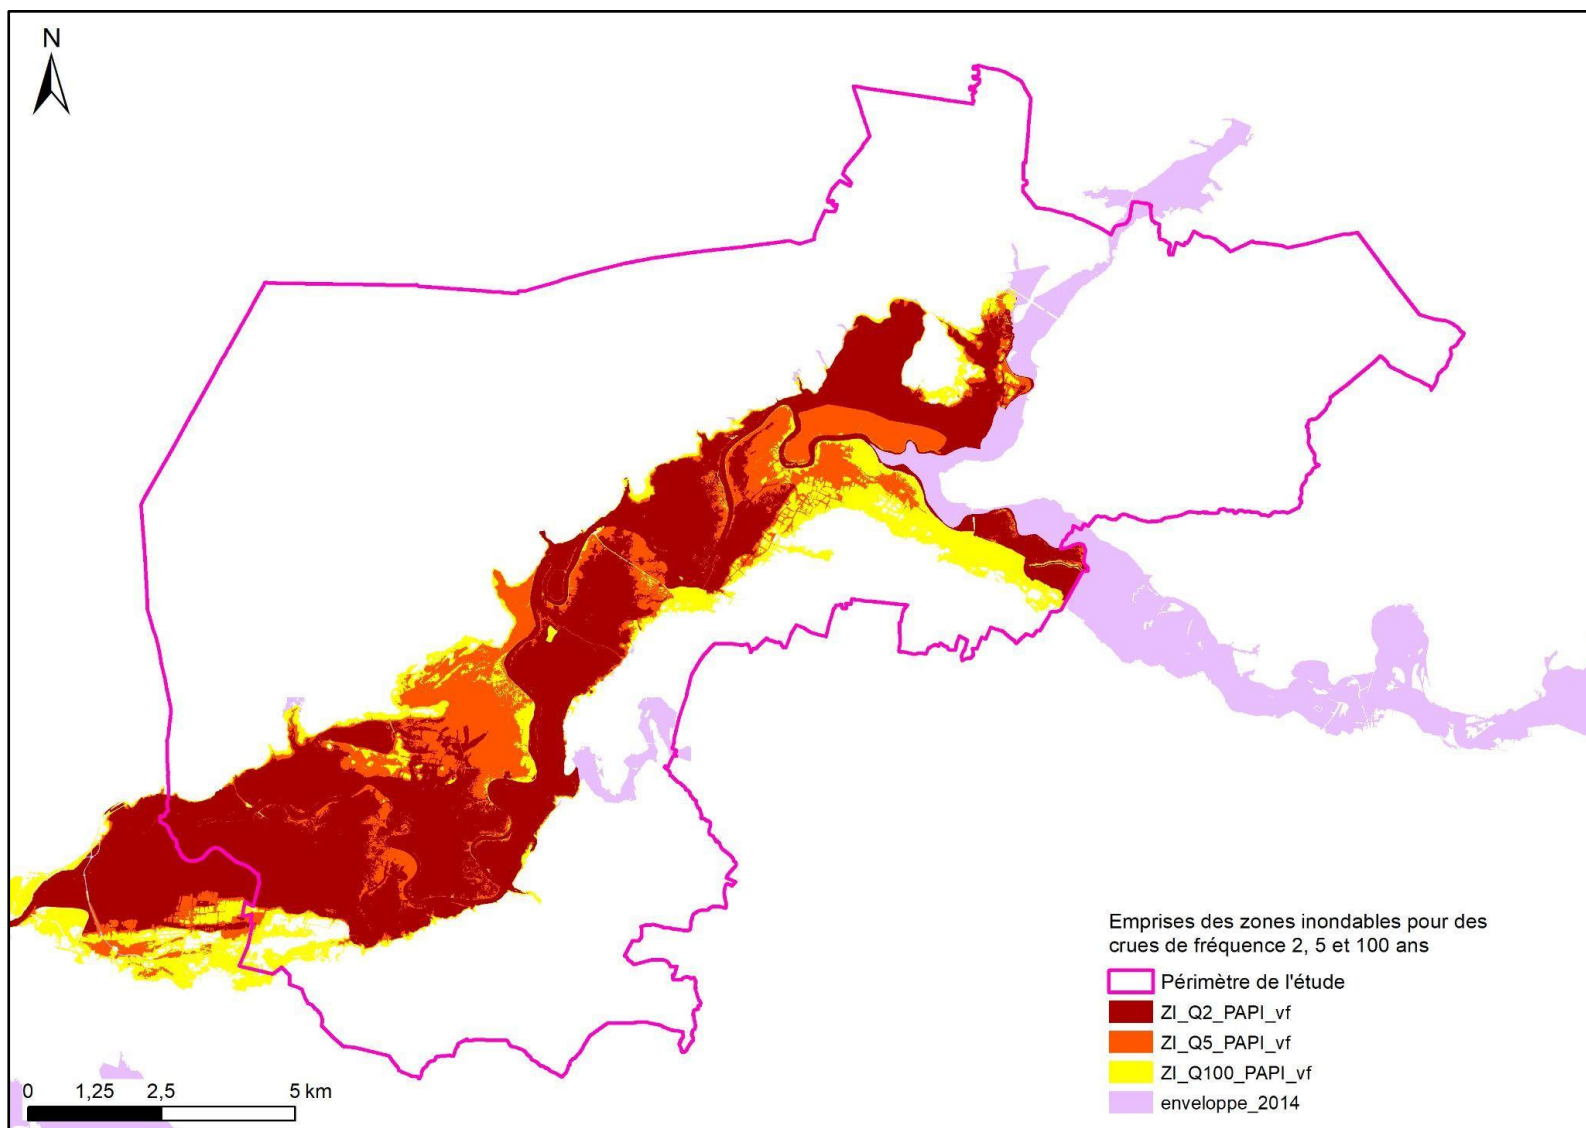 N
Emprises des zones inondables pour des
crues de fréquence 2, 5 et 100 ans
Périmètre de l'étude
ZI_Q2_PAPI_vf
ZI_Q5_PAPI_vf
ZI_Q100_PAPI_vf
enveloppe_2014
0 1,25 2,5 5 km